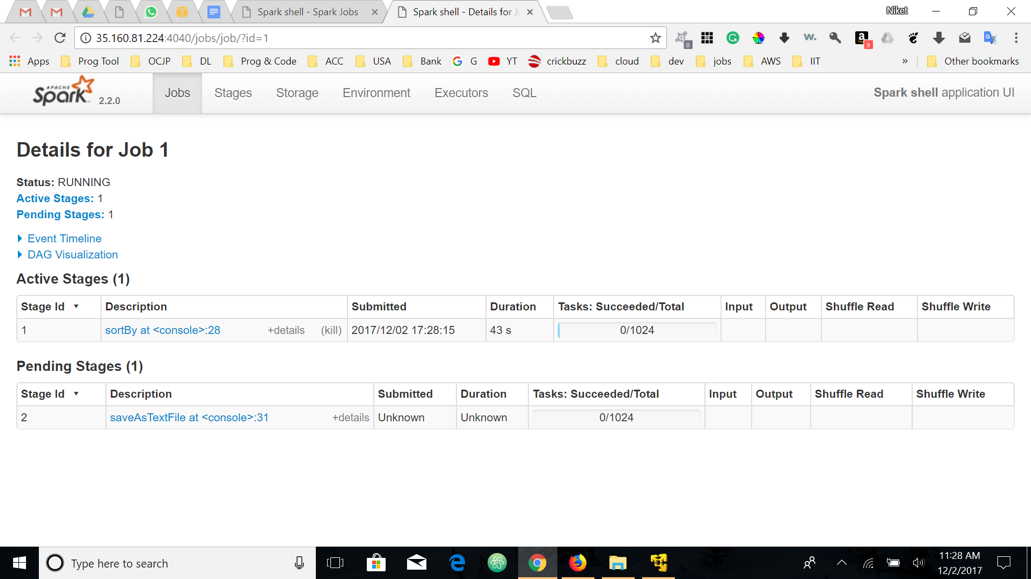 Spark shell - Spark Jobs
Spark shell - Details for J
Niket
35.160.81.224:4040/jobs/job/?id=1
Apps Prog Tool OCJP DL Prog & Code ACC USA Bank G YT crickbuzz cloud dev jobs AWS IIT » Other bookmarks
APACHE Spark 2.2.0 Jobs Stages Storage Environment Executors SQL Spark shell application UI
Details for Job 1
Status: RUNNING
Active Stages: 1
Pending Stages: 1
Event Timeline
DAG Visualization
Active Stages (1)
Stage Id ▾ Description Submitted Duration Tasks: Succeeded/Total Input Output Shuffle Read Shuffle Write
1 sortBy at <console>:28 +details (kill) 2017/12/02 17:28:15 43 s 0/1024
Pending Stages (1)
Stage Id ▾ Description Submitted Duration Tasks: Succeeded/Total Input Output Shuffle Read Shuffle Write
2 saveAsTextFile at <console>:31 +details Unknown Unknown 0/1024
Type here to search
11:28 AM
12/2/2017